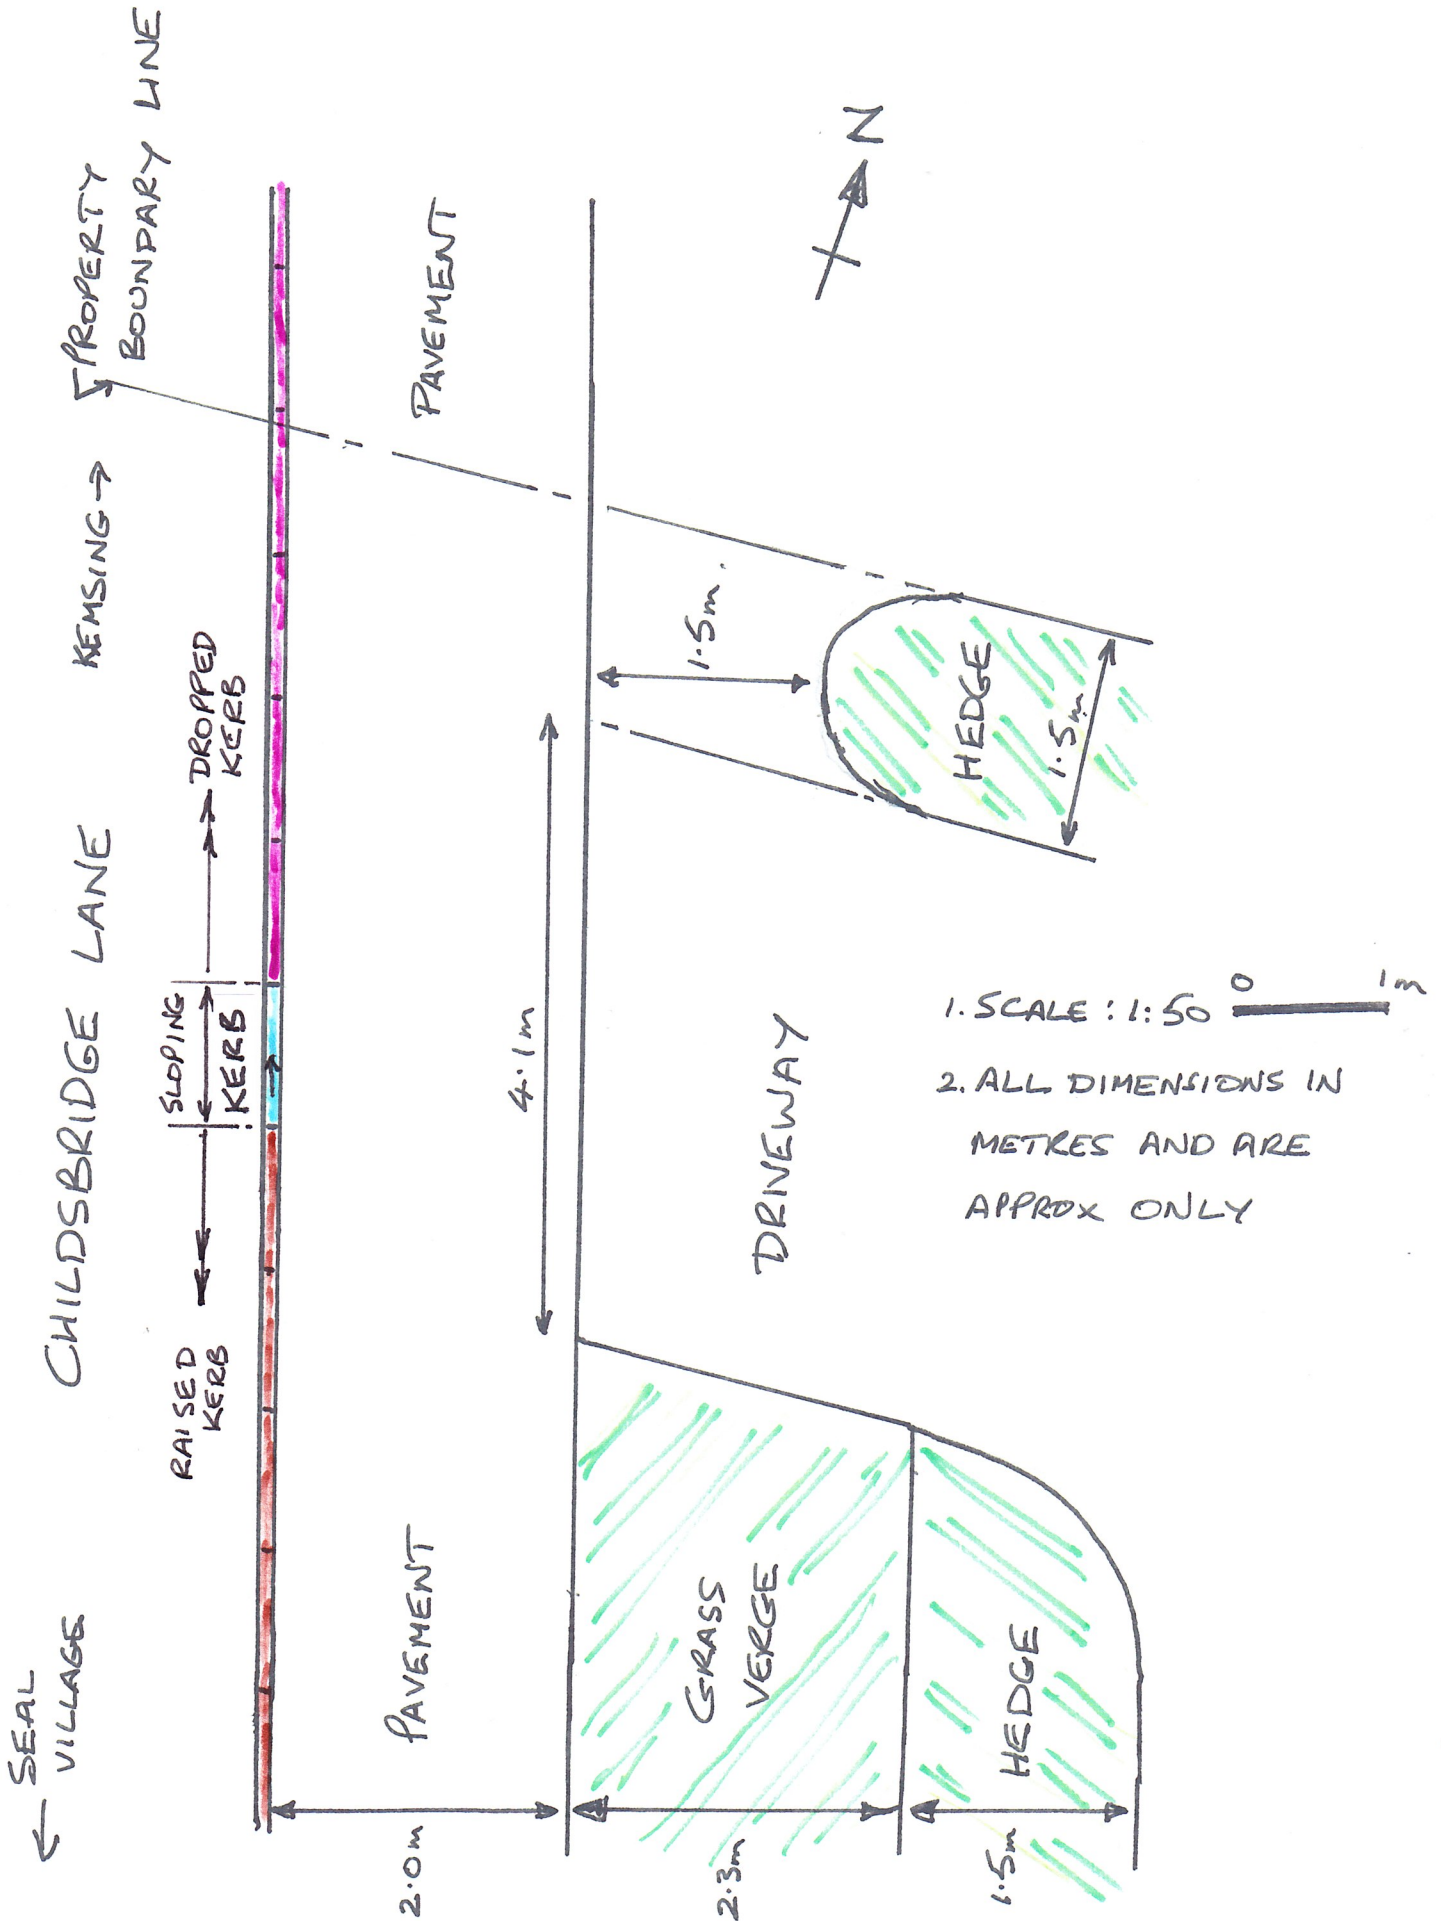 ← SEAL
VILLAGE
CHILDSBRIDGE LANE
KEMSING →
PROPERTY
BOUNDARY LINE
RAISED
KERB
SLOPING
KERB
DROPPED
KERB
PAVEMENT
PAVEMENT
2.0m
4.1m
1.5m.
N
GRASS
VERGE
2.3m
DRIVEWAY
HEDGE
1.5m
HEDGE
1.5m
1. SCALE : 1:50
0
1m
2. ALL DIMENSIONS IN
METRES AND ARE
APPROX ONLY